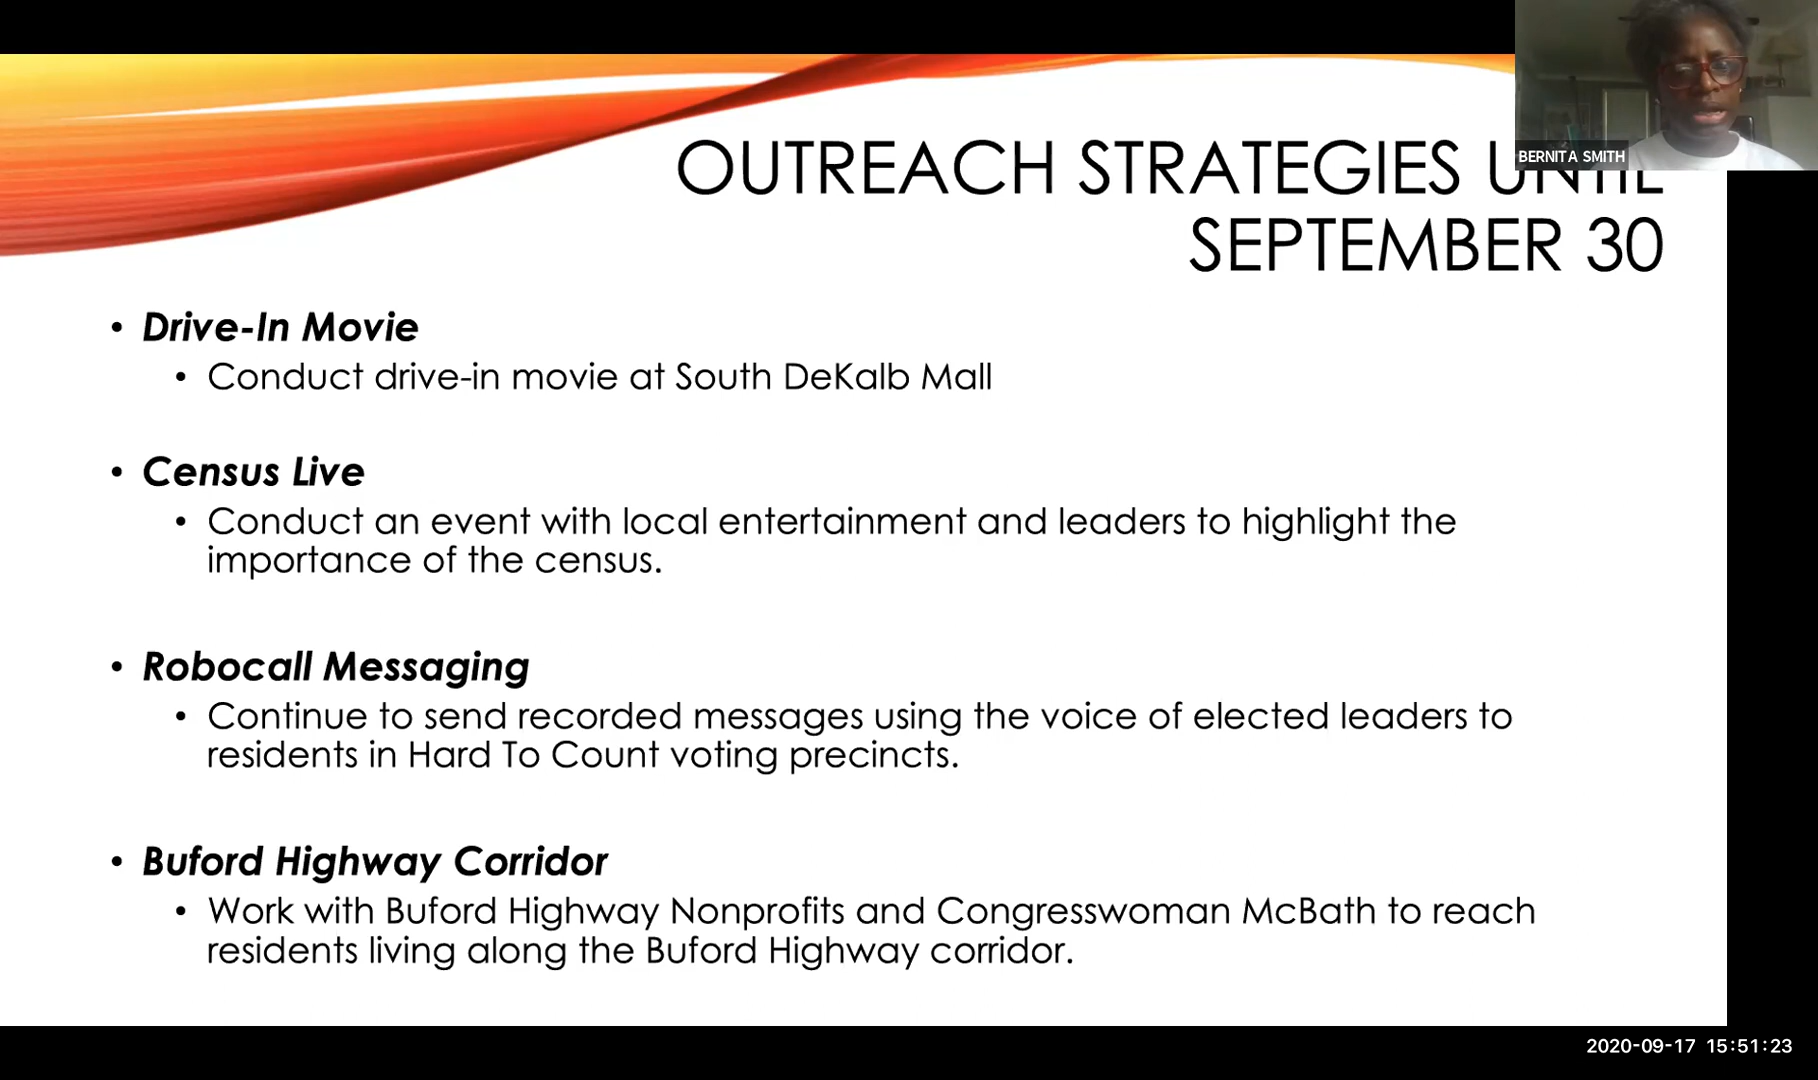 BERNITA SMITH
OUTREACH STRATEGIES UNTIL
SEPTEMBER 30
• Drive-In Movie
• Conduct drive-in movie at South DeKalb Mall
• Census Live
• Conduct an event with local entertainment and leaders to highlight the
importance of the census.
• Robocall Messaging
• Continue to send recorded messages using the voice of elected leaders to
residents in Hard To Count voting precincts.
• Buford Highway Corridor
• Work with Buford Highway Nonprofits and Congresswoman McBath to reach
residents living along the Buford Highway corridor.
2020-09-17 15:51:23